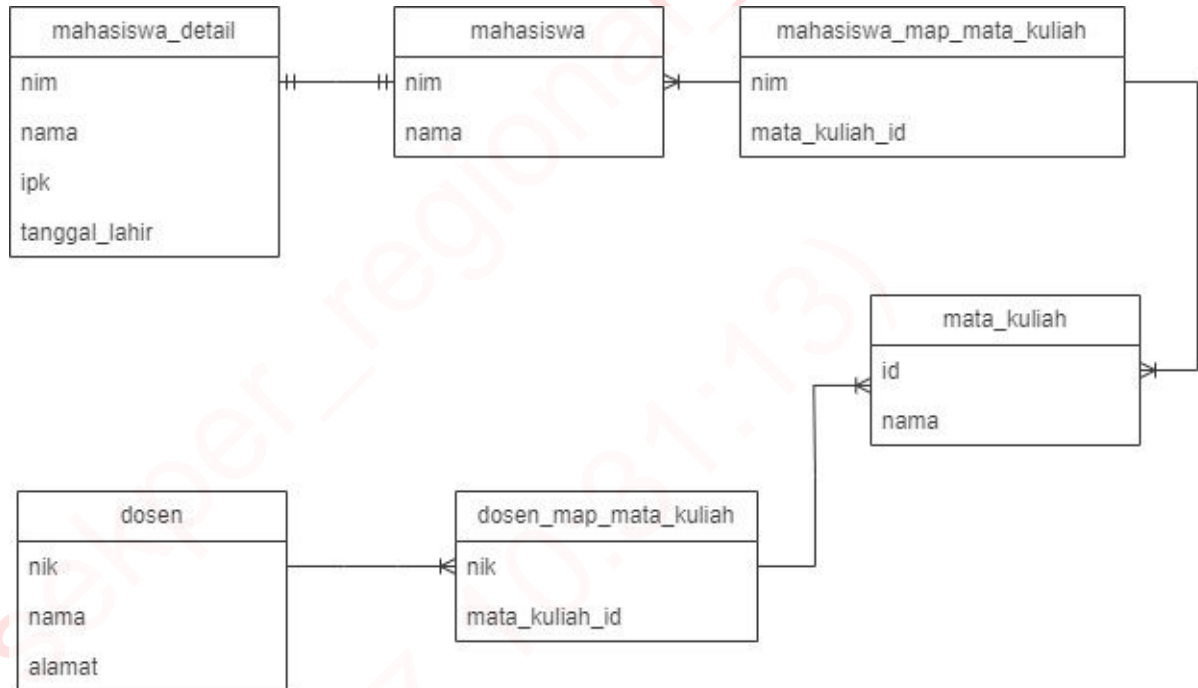 mahasiswa_detail
nim
nama
ipk
tanggal_lahir
mahasiswa
nim
nama
mahasiswa_map_mata_kuliah
nim
mata_kuliah_id
mata_kuliah
id
nama
dosen
nik
nama
alamat
dosen_map_mata_kuliah
nik
mata_kuliah_id